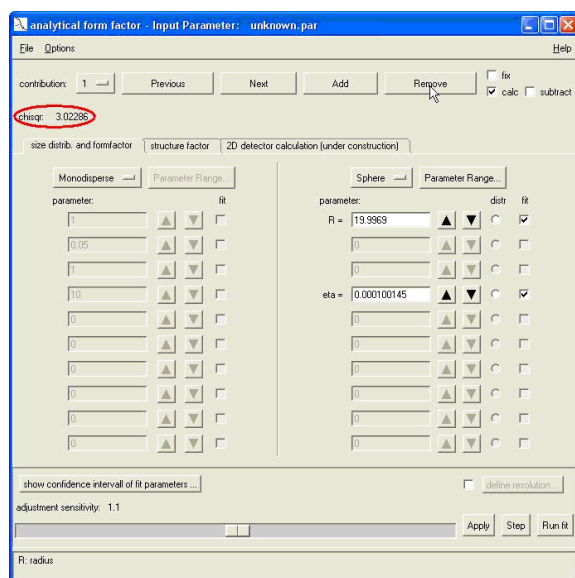 analytical form factor - Input Parameter: unknown.par
File Options Help
contribution: 1 Previous Next Add Remove fix
calc subtract
chisqr: 3.02286
size distrib. and formfactor structure factor 2D detector calculation (under construction)
Monodisperse Parameter Range... Sphere Parameter Range...
parameter: fit parameter: distr fit
1 R = 19.9969
0.05 0
1 0
10 eta = 0.000100145
0 0
0 0
0 0
0 0
0 0
0 0
show confidence intervall of fit parameters ... define resolution ...
adjustment sensitivity: 1.1
Apply Step Run fit
R: radius